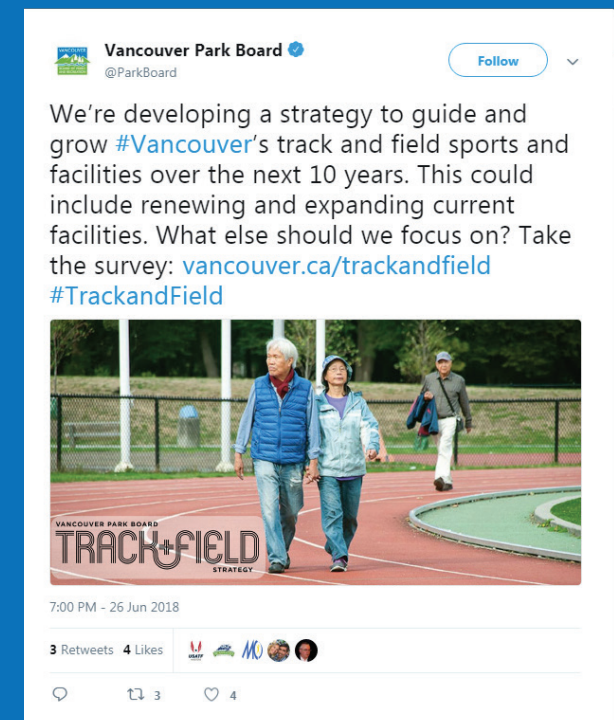 Vancouver Park Board
@ParkBoard
Follow
We're developing a strategy to guide and
grow #Vancouver's track and field sports and
facilities over the next 10 years. This could
include renewing and expanding current
facilities. What else should we focus on? Take
the survey: vancouver.ca/trackandfield
#TrackandField
VANCOUVER PARK BOARD
TRACK+FIELD
STRATEGY
7:00 PM - 26 Jun 2018
3 Retweets 4 Likes
3 4